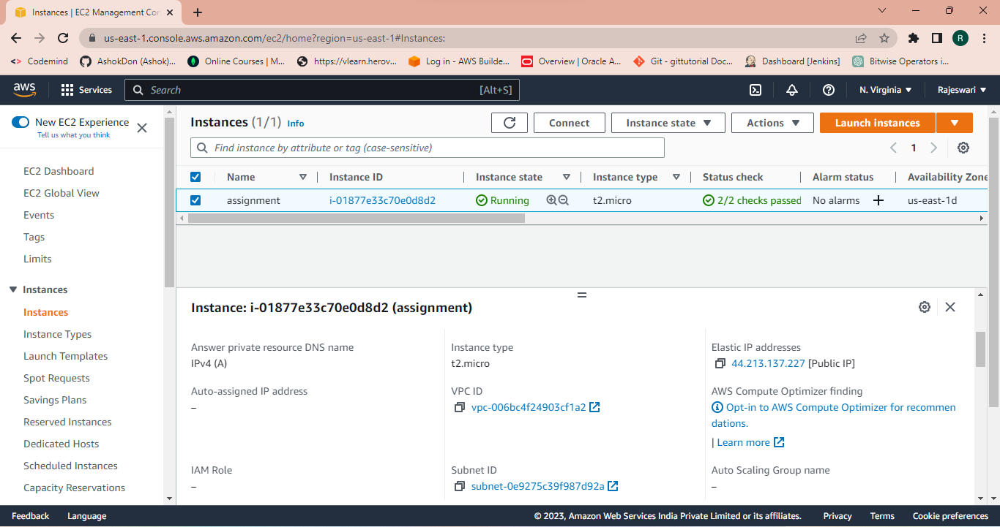 Instances | EC2 Management Con
us-east-1.console.aws.amazon.com/ec2/home?region=us-east-1#Instances:
R
Codemind
AshokDon (Ashok)...
Online Courses | M...
https://vlearn.herov...
Log in - AWS Builde...
Overview | Oracle A...
Git - gittutorial Doc...
Dashboard [Jenkins]
Bitwise Operators i...
aws
Services
Search
[Alt+S]
N. Virginia
Rajeswari
New EC2 Experience
Tell us what you think
EC2 Dashboard
EC2 Global View
Events
Tags
Limits
Instances
Instances
Instance Types
Launch Templates
Spot Requests
Savings Plans
Reserved Instances
Dedicated Hosts
Scheduled Instances
Capacity Reservations
Instances (1/1) Info
Connect
Instance state
Actions
Launch instances
Find instance by attribute or tag (case-sensitive)
1
Name Instance ID Instance state Instance type Status check Alarm status Availability Zone
assignment i-01877e33c70e0d8d2 Running t2.micro 2/2 checks passed No alarms us-east-1d
Instance: i-01877e33c70e0d8d2 (assignment)
Answer private resource DNS name
IPv4 (A)
Instance type
t2.micro
Elastic IP addresses
44.213.137.227 [Public IP]
Auto-assigned IP address
–
VPC ID
vpc-006bc4f24903cf1a2
AWS Compute Optimizer finding
Opt-in to AWS Compute Optimizer for recommen
dations.
| Learn more
IAM Role
–
Subnet ID
subnet-0e9275c39f987d92a
Auto Scaling Group name
–
Feedback
Language
© 2023, Amazon Web Services India Private Limited or its affiliates.
Privacy
Terms
Cookie preferences